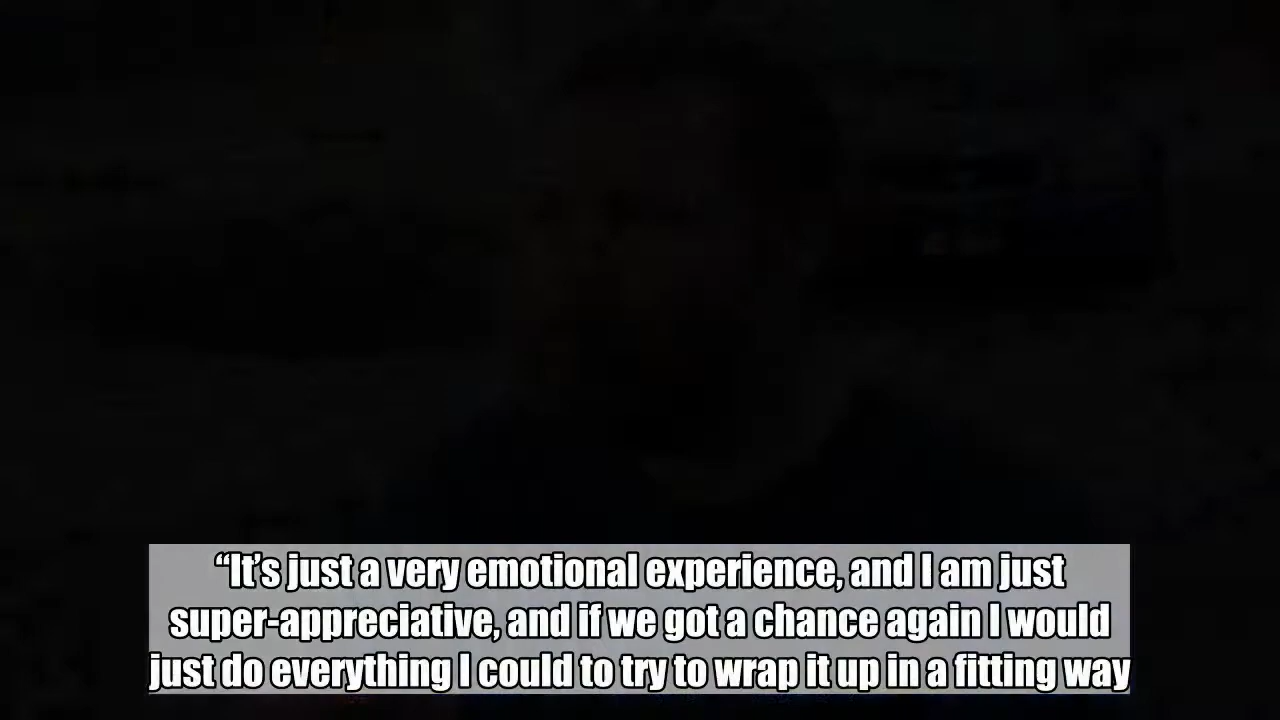 “It’s just a very emotional experience, and I am just
super-appreciative, and if we got a chance again I would
just do everything I could to try to wrap it up in a fitting way